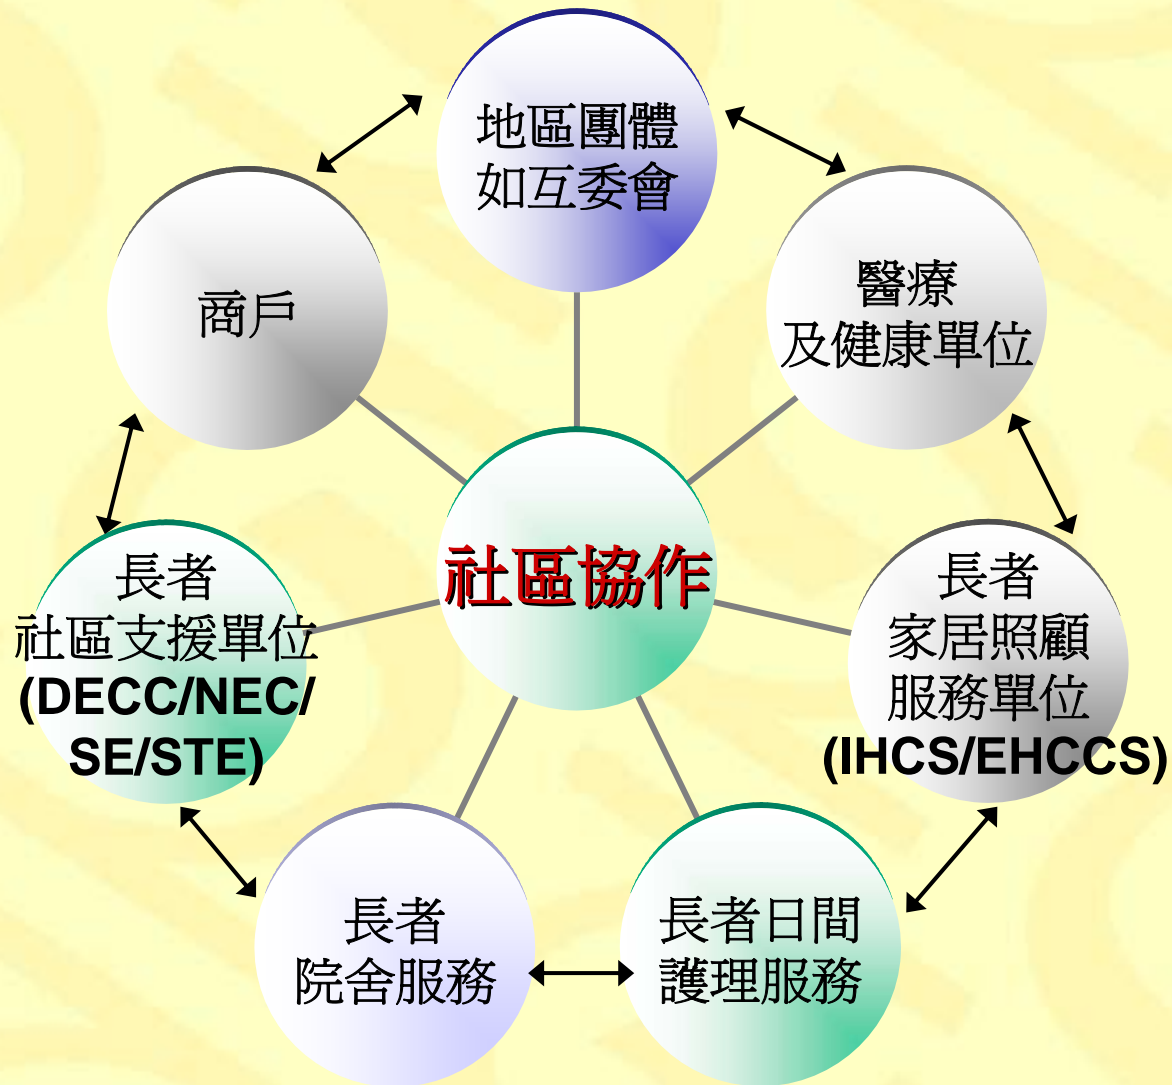 地區團體
如互委會
醫療
及健康單位
長者
家居照顧
服務單位
(IHCS/EHCCS)
長者日間
護理服務
長者
院舍服務
長者
社區支援單位
(DECC/NEC/
SE/STE)
商戶
社區協作